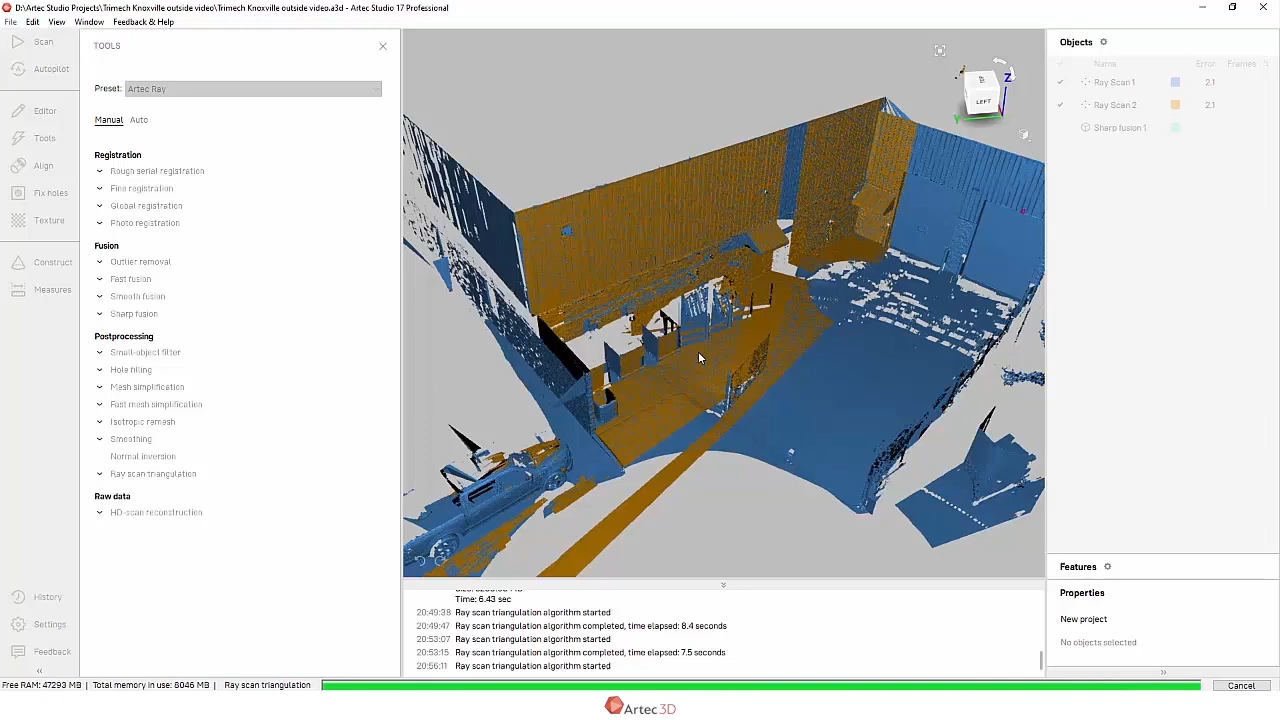 D:\Artec Studio Projects\Trimech Knoxville outside video\Trimech Knoxville outside video.a3d - Artec Studio 17 Professional
File Edit View Window Feedback & Help
Scan
Autopilot
Editor
Tools
Align
Fix holes
Texture
Construct
Measures
History
Settings
Feedback
TOOLS
Preset: Artec Ray
Manual Auto
Registration
Rough serial registration
Fine registration
Global registration
Photo registration
Fusion
Outlier removal
Fast fusion
Smooth fusion
Sharp fusion
Postprocessing
Small-object filter
Hole filling
Mesh simplification
Fast mesh simplification
Isotropic remesh
Smoothing
Normal inversion
Ray scan triangulation
Raw data
HD-scan reconstruction
Z
LEFT
Y
Time: 6.43 sec
20:49:38 Ray scan triangulation algorithm started
20:49:47 Ray scan triangulation algorithm completed, time elapsed: 8.4 seconds
20:53:07 Ray scan triangulation algorithm started
20:53:15 Ray scan triangulation algorithm completed, time elapsed: 7.5 seconds
20:56:11 Ray scan triangulation algorithm started
Objects
Name Error Frames
Ray Scan 1 2.1
Ray Scan 2 2.1
Sharp fusion 1
Features
Properties
New project
No objects selected
Free RAM: 47293 MB | Total memory in use: 8046 MB | Ray scan triangulation
Cancel
Artec3D